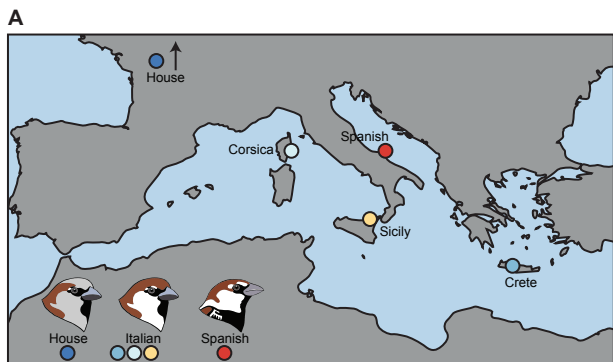 A
House
Spanish
Corsica
Sicily
Crete
House
Italian
Spanish